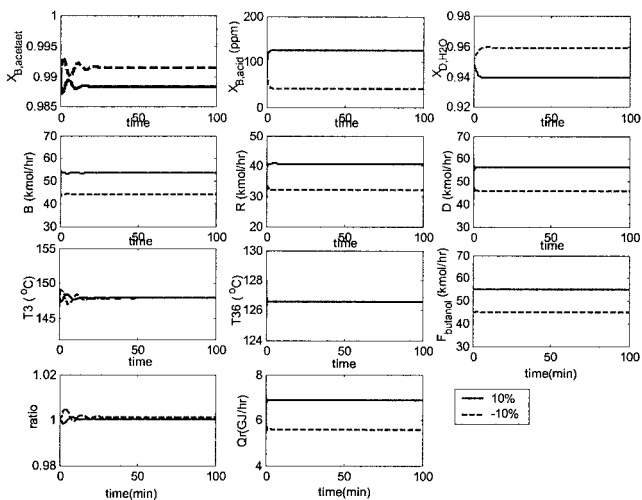 X_B,acetaet
1
0.995
0.99
0.985
0 50 100
time
X_B,acid (ppm)
200
100
0
0 50 100
time
X_D,H2O
0.98
0.96
0.94
0.92
0 50 100
time
B (kmol/hr)
70
60
50
40
30
0 50 100
time
R (kmol/hr)
50
40
30
20
0 50 100
time
D (kmol/hr)
70
60
50
40
30
0 50 100
time
T3 (°C)
155
150
145
0 50 100
time
T36 (°C)
130
128
126
124
0 50 100
time
F_butanol (kmol/hr)
70
60
50
40
30
0 50 100
time(min)
ratio
1.02
1
0.98
0 50 100
time(min)
Qr(GJ/hr)
8
6
4
0 50 100
time(min)
10%
-10%